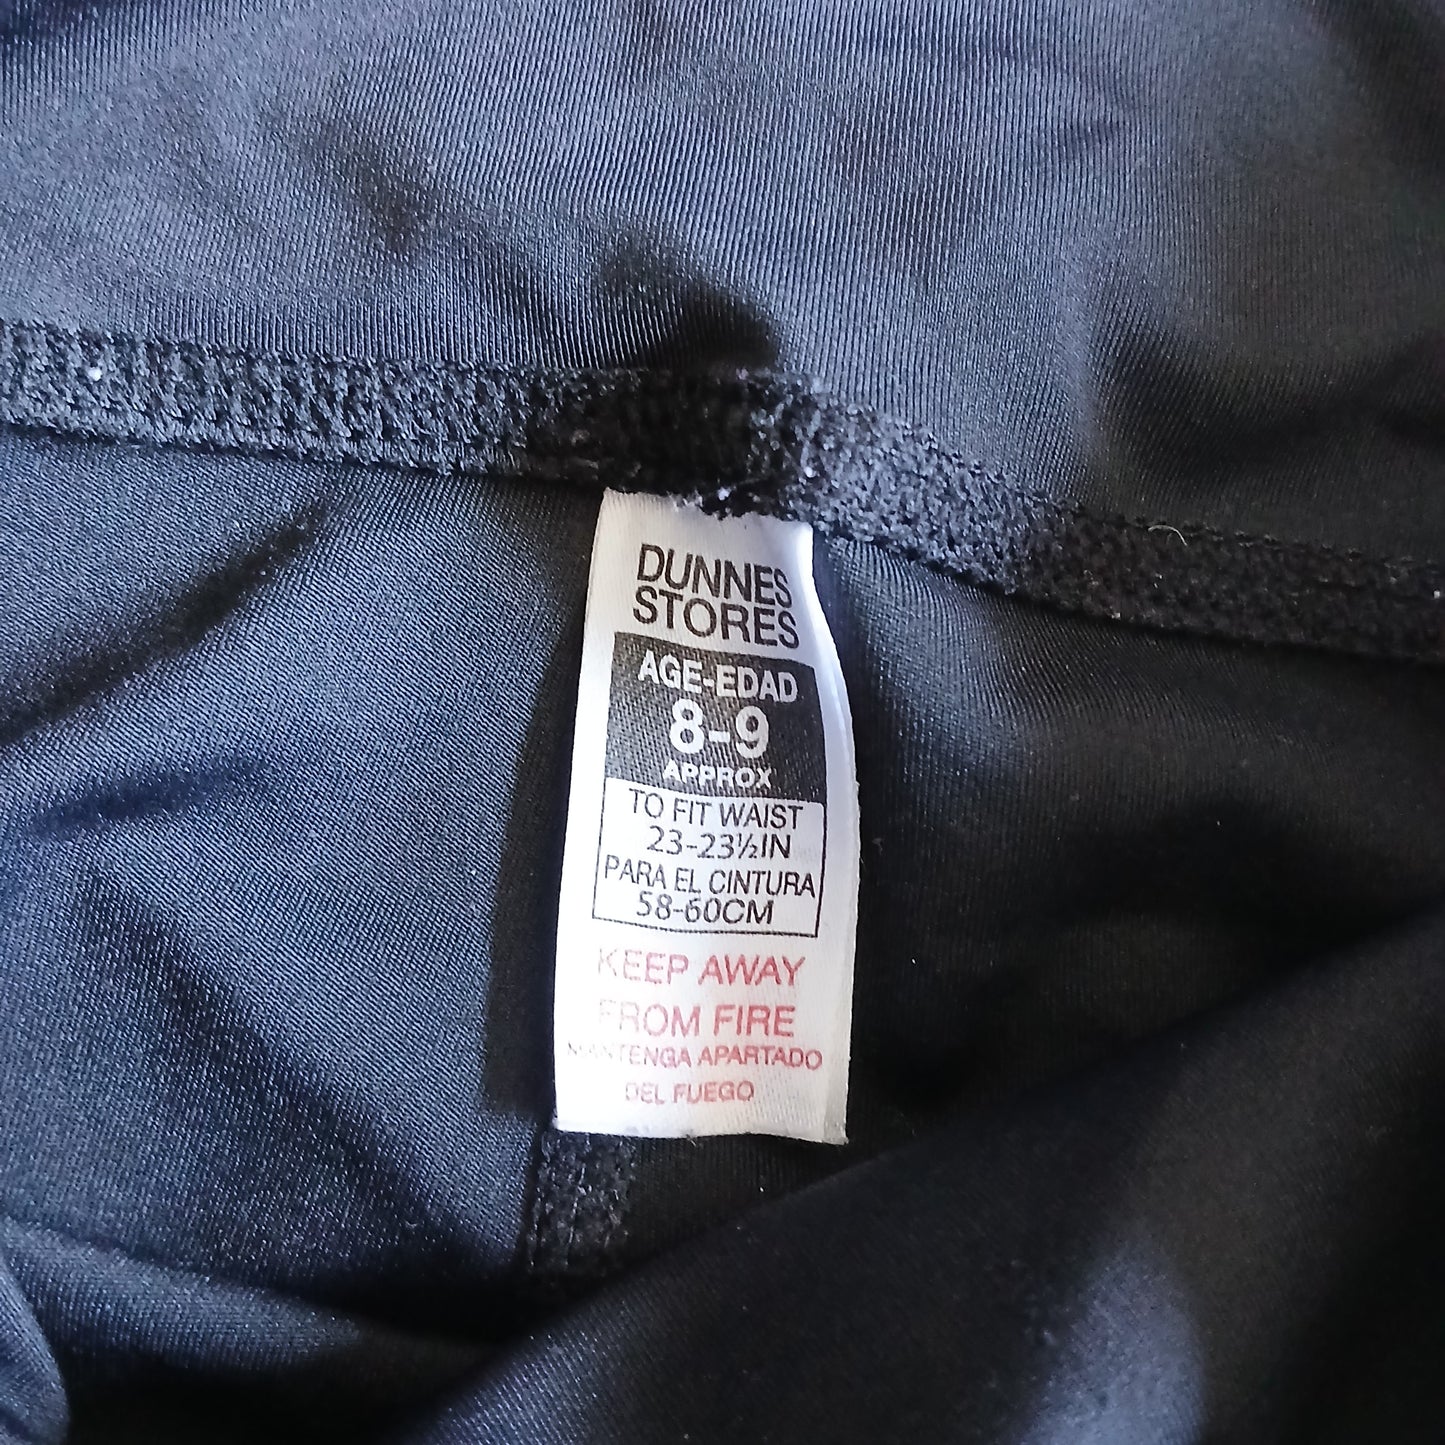 DUNNES
STORES
AGE-EDAD
8-9
APPROX
TO FIT WAIST
23-23½IN
PARA EL CINTURA
58-60CM
KEEP AWAY
FROM FIRE
MANTENGA APARTADO
DEL FUEGO